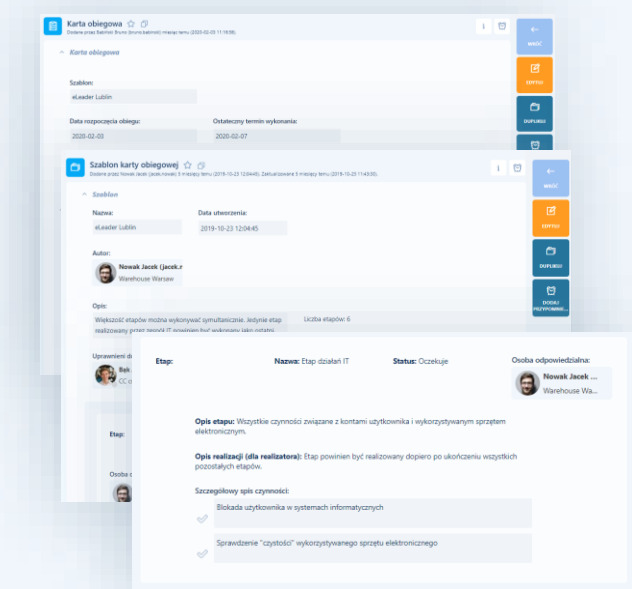 Karta obiegowa
Dodane przez Babiński Bruno (bruno.babinski) miesiąc temu (2020-02-03 11:16:56).
WRÓĆ
Karta obiegowa
EDYTUJ
Szablon:
eLeader Lublin
DUPLIKUJ
Data rozpoczęcia obiegu: Ostateczny termin wykonania:
2020-02-03 2020-02-07
Szablon karty obiegowej
Dodane przez Nowak Jacek (jacek.nowak) 5 miesięcy temu (2019-10-23 12:04:45). Zaktualizowane 5 miesięcy temu (2019-10-23 11:43:30).
WRÓĆ
Szablon
Nazwa: Data utworzenia:
eLeader Lublin 2019-10-23 12:04:45
EDYTUJ
Autor:
Nowak Jacek (jacek.r
Warehouse Warsaw
DUPLIKUJ
DODAJ
PRZYPOMNIE...
Opis:
Większość etapów można wykonywać symultanicznie. Jedynie etap Liczba etapów: 6
realizowany przez zespół IT powinien być wykonany jako ostatni.
Uprawnieni d
Bąk
CC o
Etap:
Osoba o
Etap: Nazwa: Etap działań IT Status: Oczekuje Osoba odpowiedzialna:
Nowak Jacek ...
Warehouse Wa...
Opis etapu: Wszystkie czynności związane z kontami użytkownika i wykorzystywanym sprzętem
elektronicznym.
Opis realizacji (dla realizatora): Etap powinien być realizowany dopiero po ukończeniu wszystkich
pozostałych etapów.
Szczegółowy spis czynności:
Blokada użytkownika w systemach informatycznych
Sprawdzenie "czystości" wykorzystywanego sprzętu elektronicznego